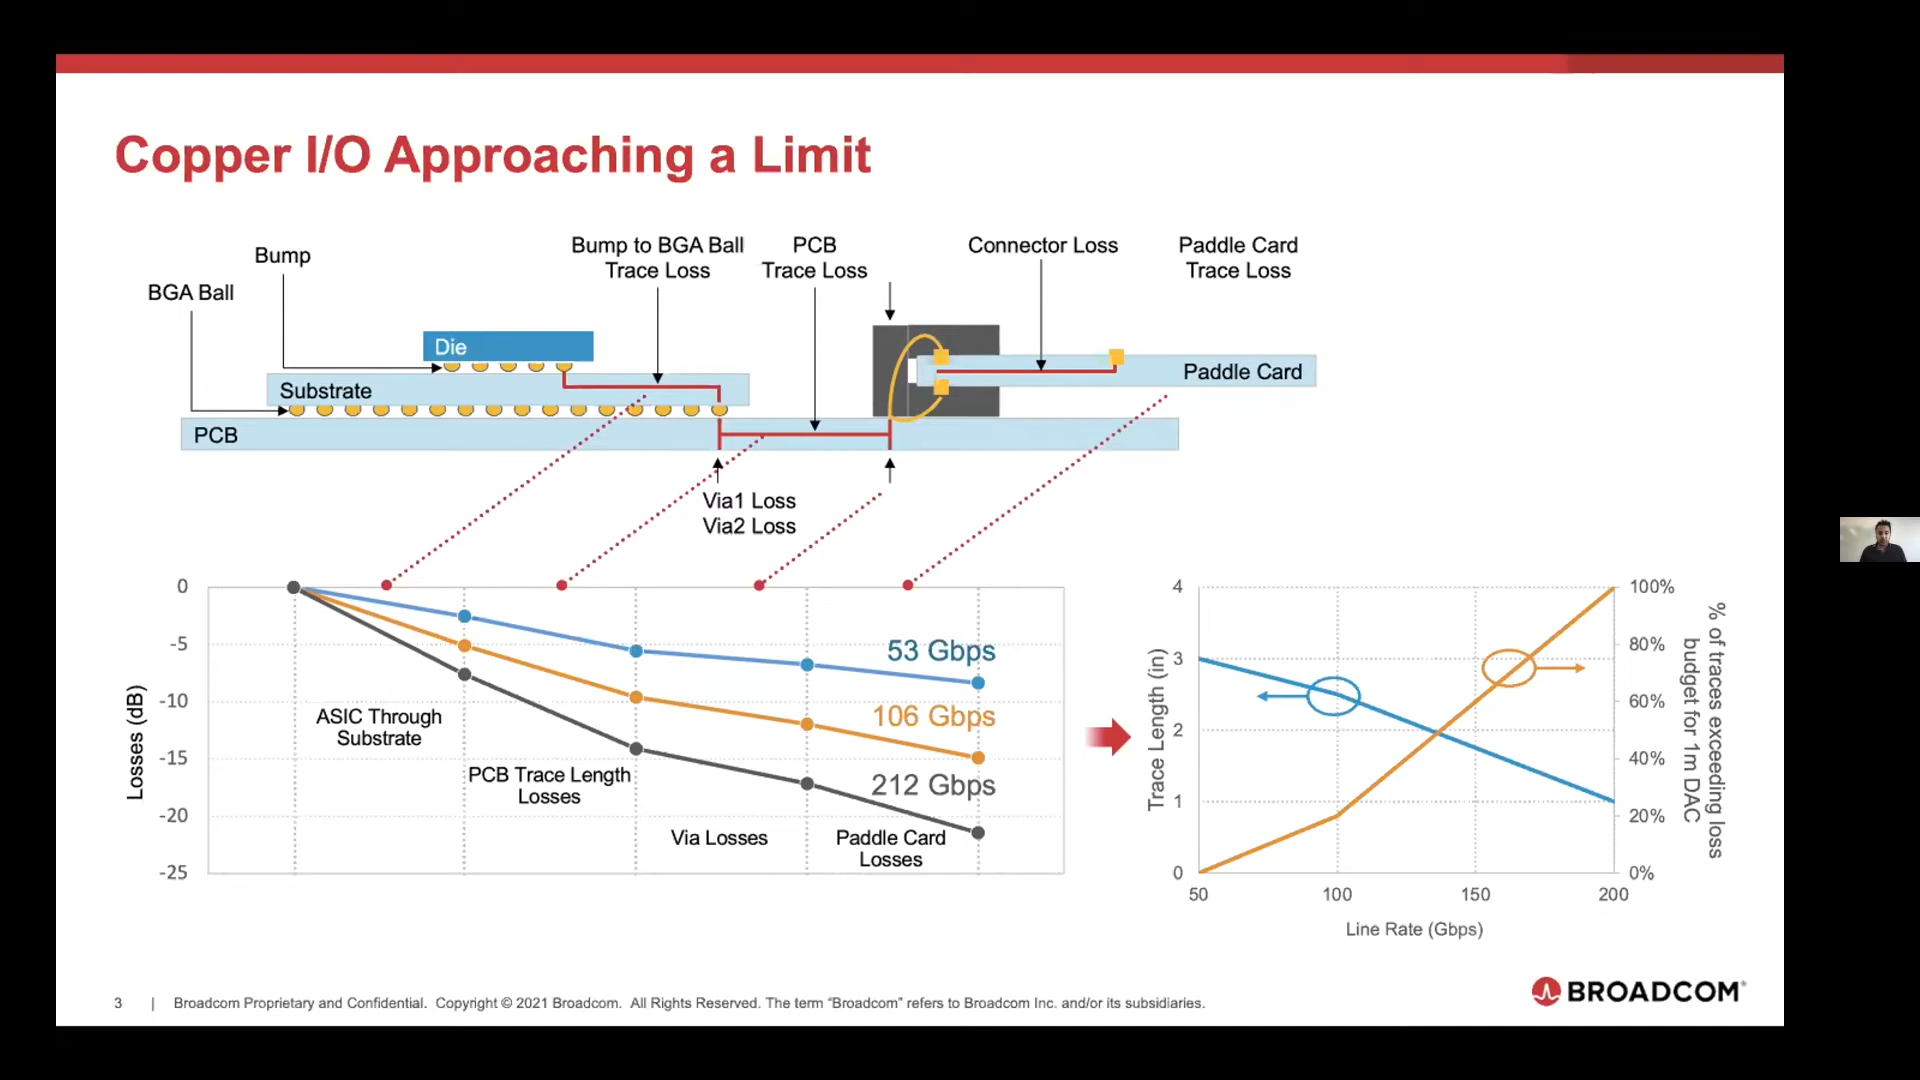 Copper I/O Approaching a Limit
BGA Ball
Bump
Bump to BGA Ball
Trace Loss
PCB
Trace Loss
Connector Loss
Paddle Card
Trace Loss
Die
Substrate
PCB
Paddle Card
Via1 Loss
Via2 Loss
Losses (dB)
0
-5
-10
-15
-20
-25
ASIC Through
Substrate
PCB Trace Length
Losses
Via Losses
Paddle Card
Losses
53 Gbps
106 Gbps
212 Gbps
Trace Length (in)
4
3
2
1
0
50
100
150
200
Line Rate (Gbps)
100%
80%
60%
40%
20%
0%
% of traces exceeding loss
budget for 1m DAC
3 | Broadcom Proprietary and Confidential. Copyright © 2021 Broadcom. All Rights Reserved. The term “Broadcom” refers to Broadcom Inc. and/or its subsidiaries.
BROADCOM®